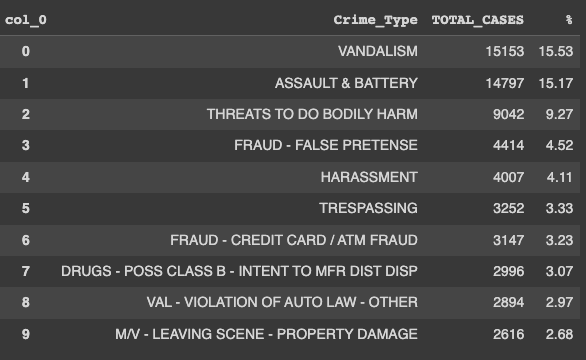 col_0 Crime_Type TOTAL_CASES %
0 VANDALISM 15153 15.53
1 ASSAULT & BATTERY 14797 15.17
2 THREATS TO DO BODILY HARM 9042 9.27
3 FRAUD - FALSE PRETENSE 4414 4.52
4 HARASSMENT 4007 4.11
5 TRESPASSING 3252 3.33
6 FRAUD - CREDIT CARD / ATM FRAUD 3147 3.23
7 DRUGS - POSS CLASS B - INTENT TO MFR DIST DISP 2996 3.07
8 VAL - VIOLATION OF AUTO LAW - OTHER 2894 2.97
9 M/V - LEAVING SCENE - PROPERTY DAMAGE 2616 2.68